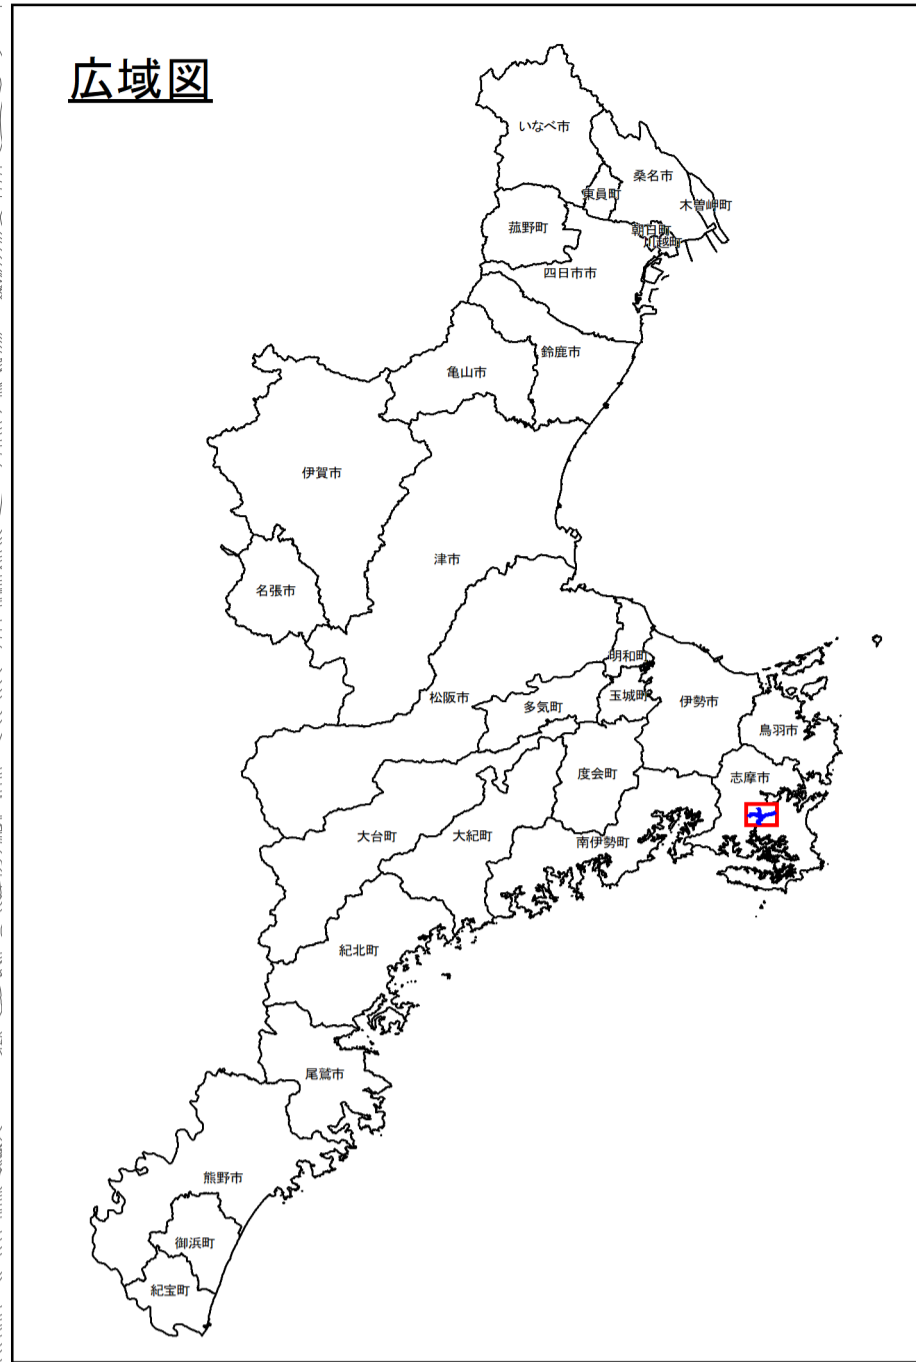 広域図
いなべ市
桑名市
東員町
木曽岬町
菰野町
朝日町
川越町
四日市市
鈴鹿市
亀山市
伊賀市
津市
名張市
明和町
松阪市
多気町
玉城町
伊勢市
鳥羽市
度会町
志摩市
大台町
大紀町
南伊勢町
紀北町
尾鷲市
熊野市
御浜町
紀宝町